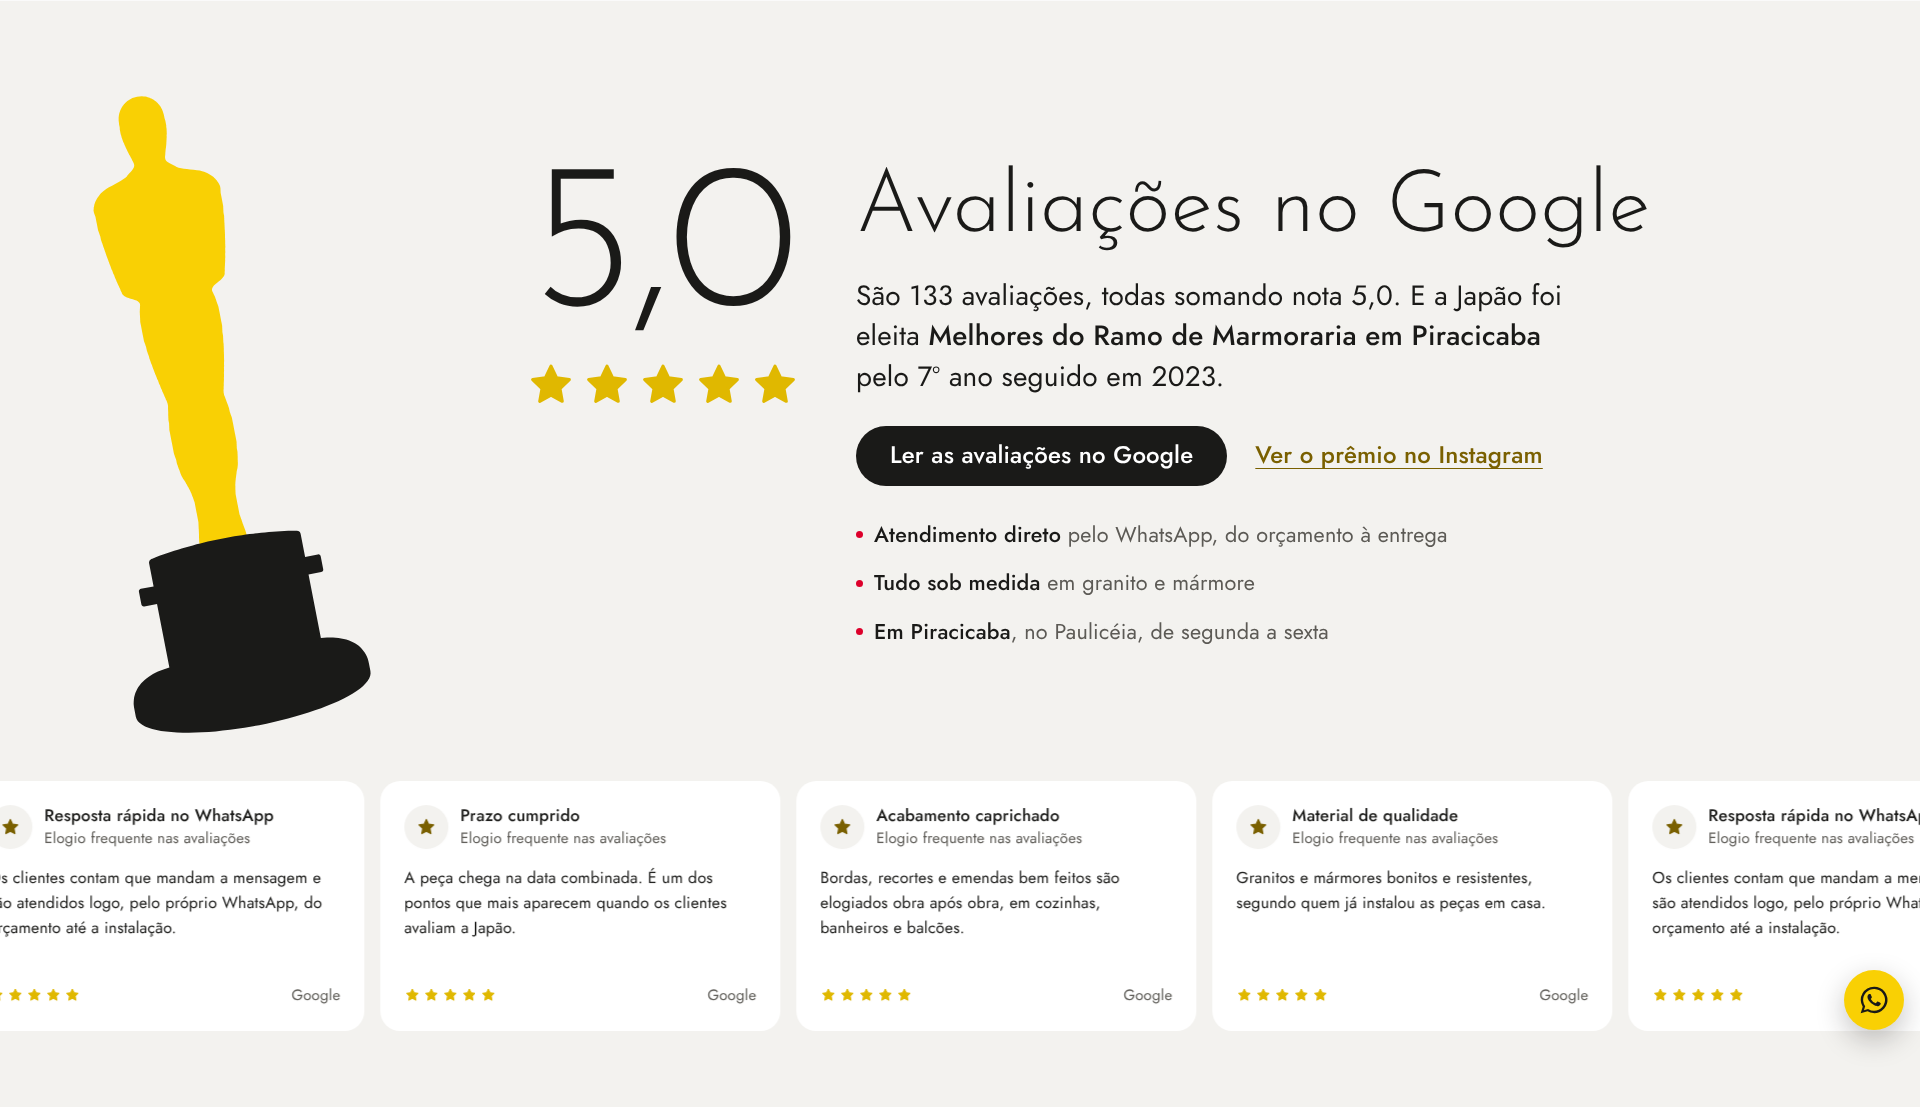 5,0
Avaliações no Google
São 133 avaliações, todas somando nota 5,0. E a Japão foi
eleita Melhores do Ramo de Marmoraria em Piracicaba
pelo 7º ano seguido em 2023.
Ler as avaliações no Google
Ver o prêmio no Instagram
Atendimento direto pelo WhatsApp, do orçamento à entrega
Tudo sob medida em granito e mármore
Em Piracicaba, no Paulicéia, de segunda a sexta
Resposta rápida no WhatsApp
Elogio frequente nas avaliações
clientes contam que mandam a mensagem e
atendidos logo, pelo próprio WhatsApp, do
até a instalação.
Google
Prazo cumprido
Elogio frequente nas avaliações
A peça chega na data combinada. É um dos
pontos que mais aparecem quando os clientes
avaliam a Japão.
Google
Acabamento caprichado
Elogio frequente nas avaliações
Bordas, recortes e emendas bem feitos são
elogiados obra após obra, em cozinhas,
banheiros e balcões.
Google
Material de qualidade
Elogio frequente nas avaliações
Granitos e mármores bonitos e resistentes,
segundo quem já instalou as peças em casa.
Google
Resposta rápida no
Elogio frequente nas avaliações
Os clientes contam que mandam a
são atendidos logo, pelo próprio
orçamento até a instalação.